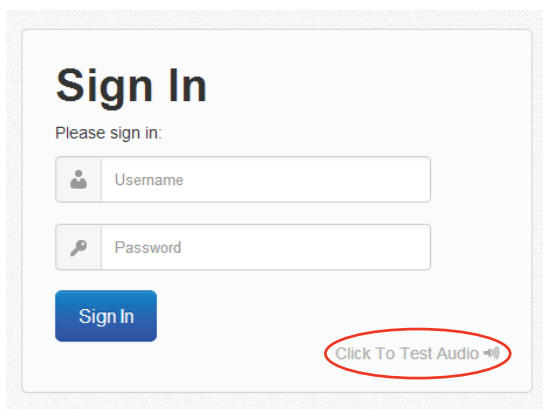 Sign In
Please sign in:
Username
Password
Sign In
Click To Test Audio